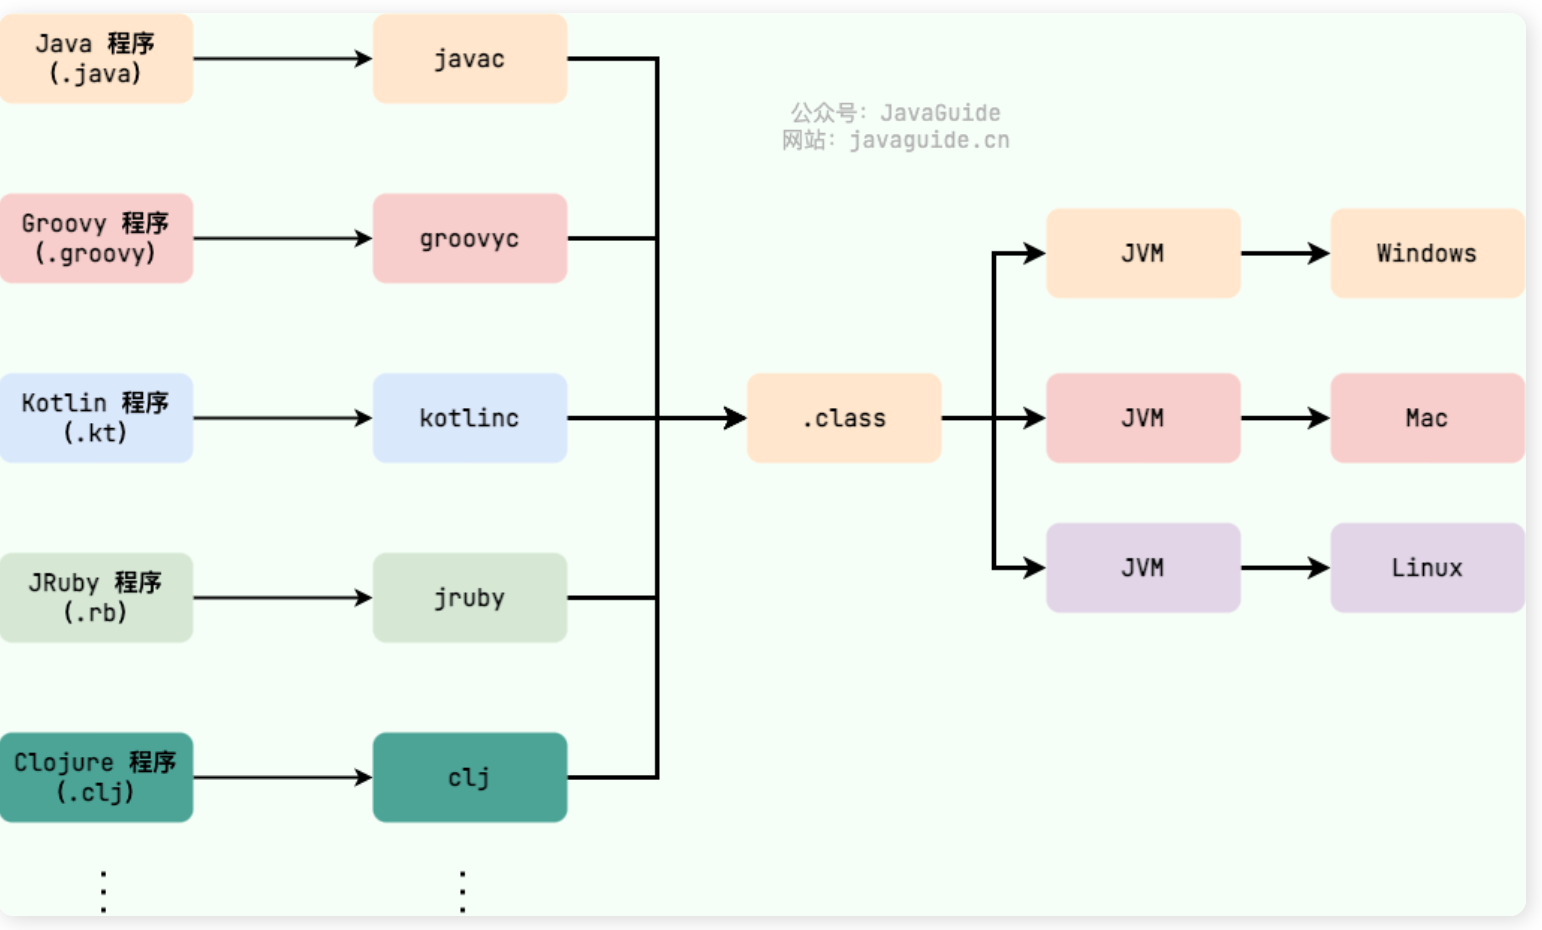 Java 程序
(.java)
javac
公众号：JavaGuide
网站：javaguide.cn
Groovy 程序
(.groovy)
groovyc
JVM
Windows
Kotlin 程序
(.kt)
kotlinc
.class
JVM
Mac
JRuby 程序
(.rb)
jruby
JVM
Linux
Clojure 程序
(.clj)
clj